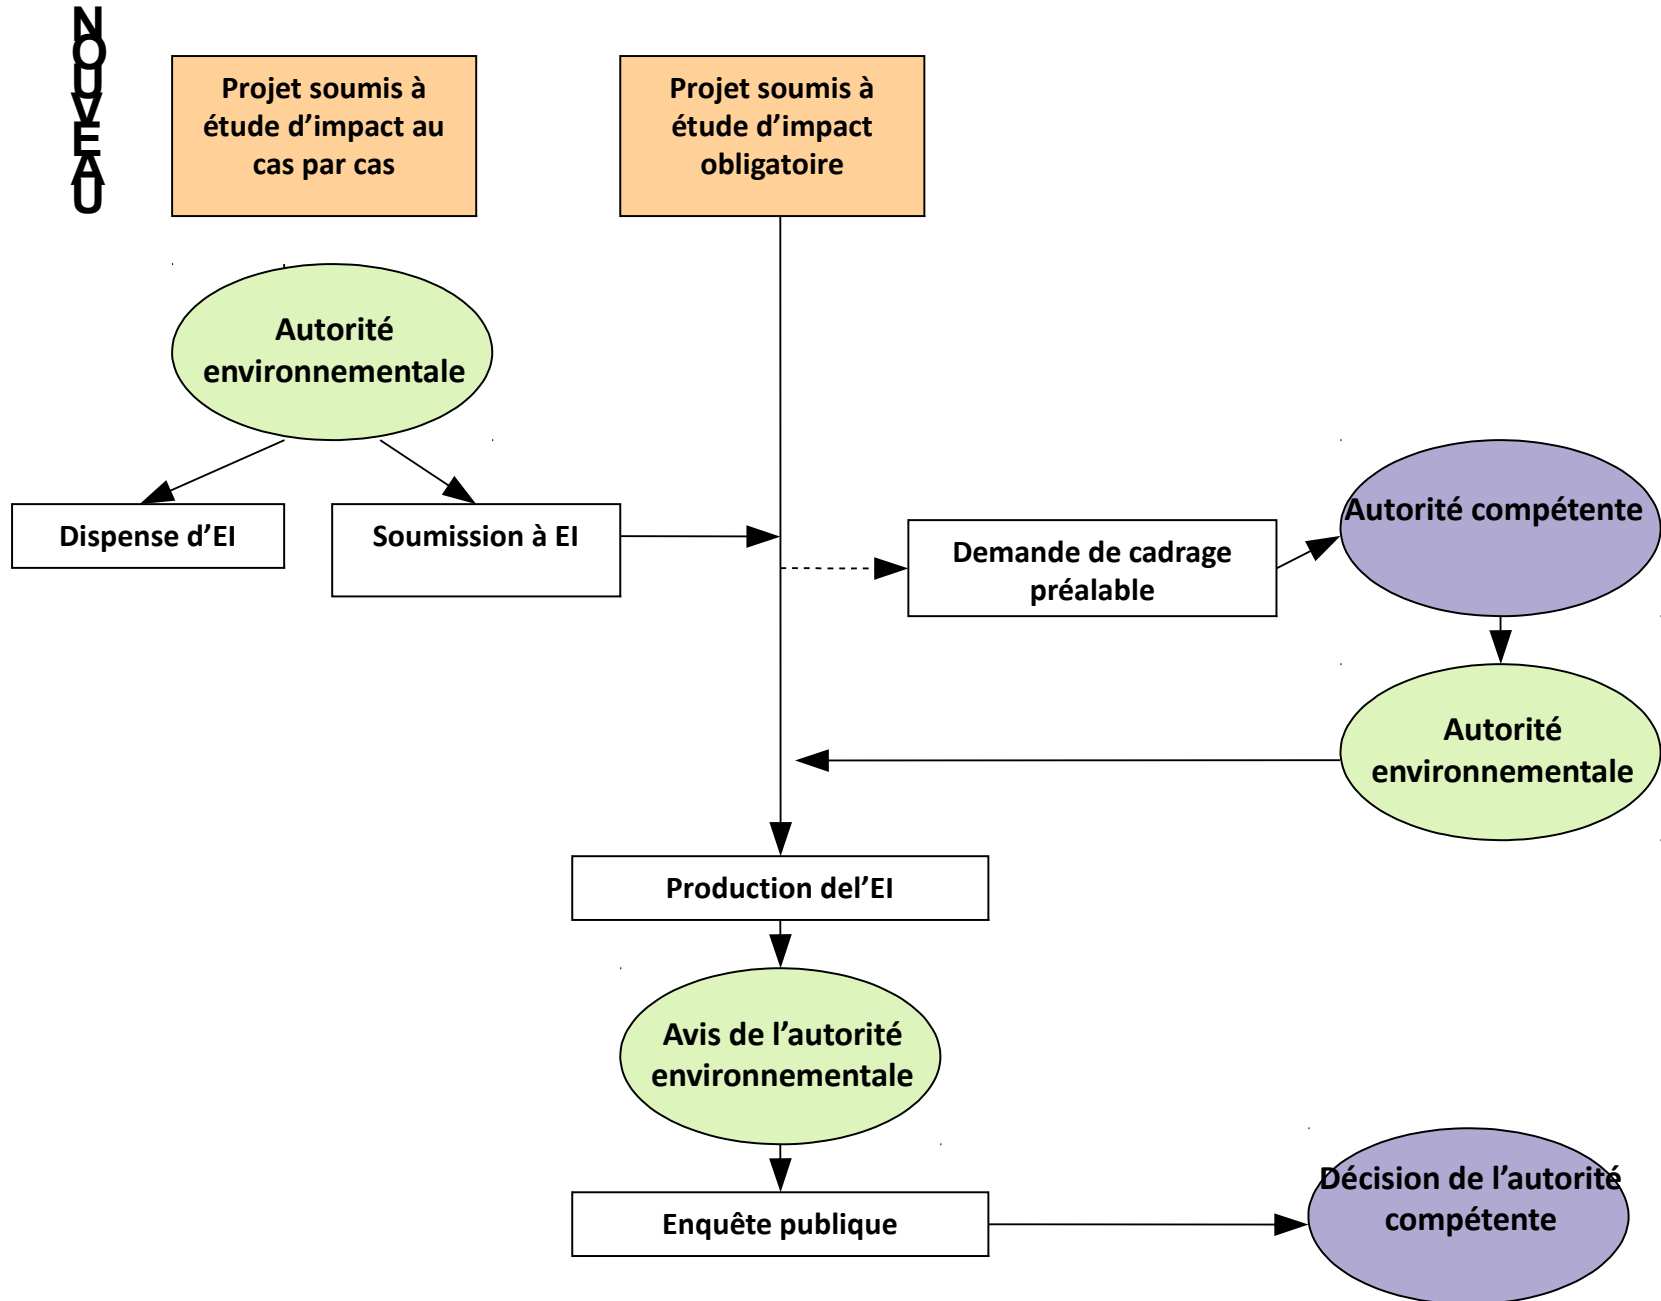 NOUVEAU
Projet soumis à
étude d’impact au
cas par cas
Projet soumis à
étude d’impact
obligatoire
Autorité
environnementale
Dispense d’EI
Soumission à EI
Demande de cadrage
préalable
Autorité compétente
Autorité
environnementale
Production del’EI
Avis de l’autorité
environnementale
Enquête publique
Décision de l’autorité
compétente